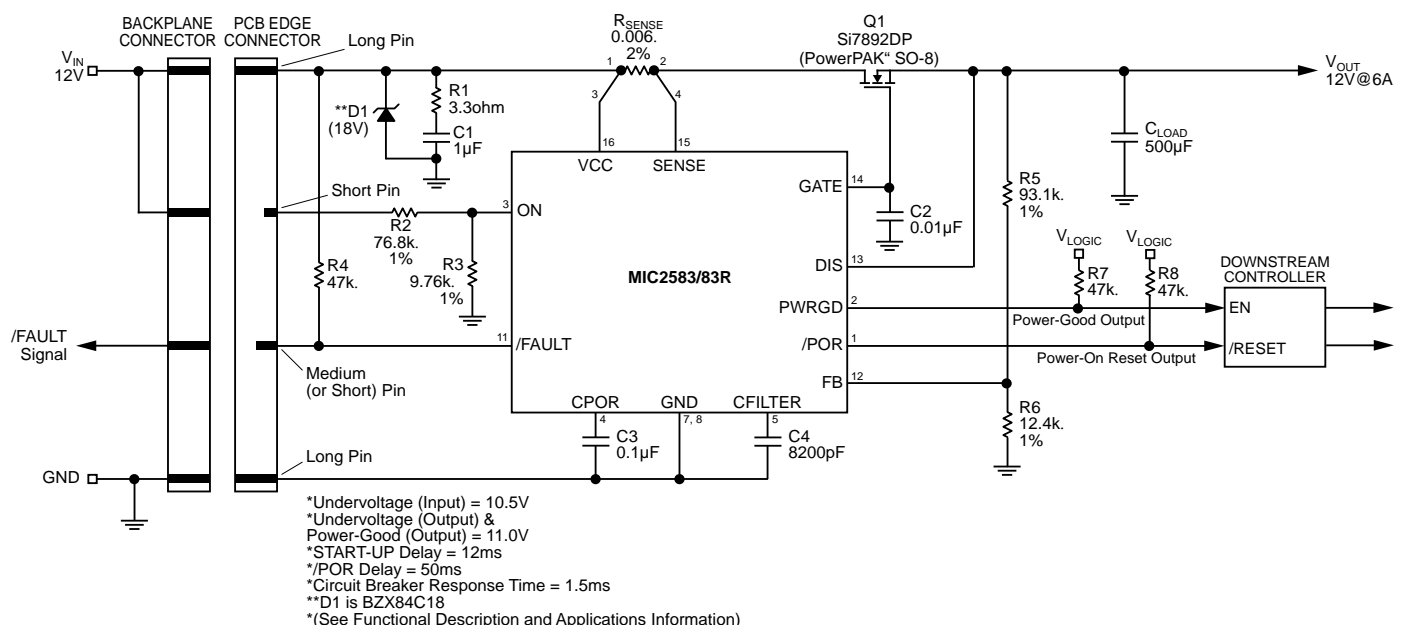 BACKPLANE
CONNECTOR
PCB EDGE
CONNECTOR
Long Pin
RSENSE
0.006.
2%
Q1
Si7892DP
(PowerPAK“ SO-8)
VIN
12V
1
2
3
4
VOUT
12V@6A
R1
3.3ohm
**D1
(18V)
C1
1µF
CLOAD
500µF
16
15
VCC
SENSE
Short Pin
GATE
14
R5
93.1k.
1%
3
ON
R2
76.8k.
1%
C2
0.01µF
R4
47k.
R3
9.76k.
1%
MIC2583/83R
DIS
13
VLOGIC
VLOGIC
R7
47k.
R8
47k.
DOWNSTREAM
CONTROLLER
PWRGD
2
Power-Good Output
EN
/FAULT
Signal
11
/FAULT
/POR
1
Power-On Reset Output
/RESET
Medium
(or Short) Pin
FB
12
CPOR
GND
CFILTER
4
7, 8
5
R6
12.4k.
1%
C3
0.1µF
C4
8200pF
Long Pin
GND
*Undervoltage (Input) = 10.5V
*Undervoltage (Output) &
Power-Good (Output) = 11.0V
*START-UP Delay = 12ms
*/POR Delay = 50ms
*Circuit Breaker Response Time = 1.5ms
**D1 is BZX84C18
*(See Functional Description and Applications Information)